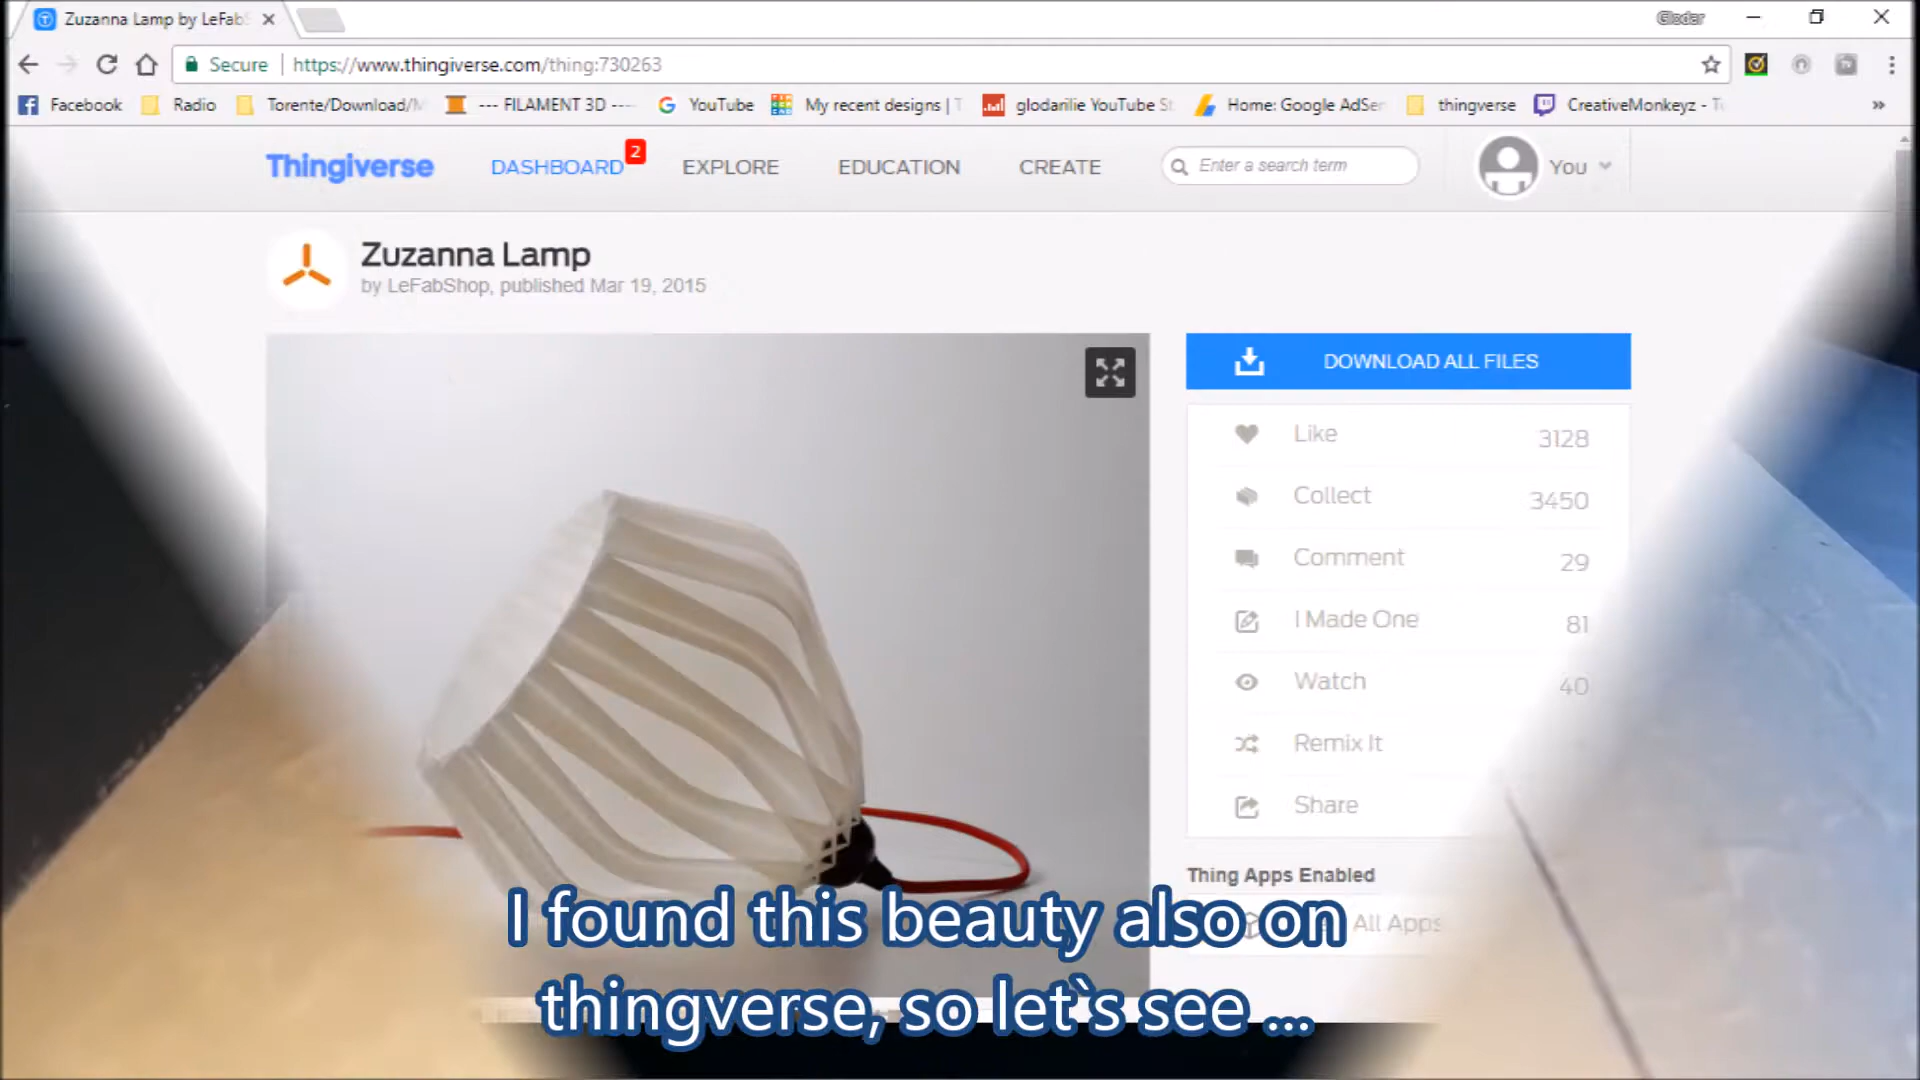 Zuzanna Lamp by LeFab
Glodar
Secure
https://www.thingiverse.com/thing:730263
Facebook
Radio
Torente/Download/
--- FILAMENT 3D ----
YouTube
My recent designs |
glodarilie YouTube St
Home: Google AdSen
thingverse
CreativeMonkeyz - T
»
Thingiverse
DASHBOARD
2
EXPLORE
EDUCATION
CREATE
Enter a search term
You
Zuzanna Lamp
by LeFabShop, published Mar 19, 2015
DOWNLOAD ALL FILES
Like 3128
Collect 3450
Comment 29
I Made One 81
Watch 40
Remix It
Share
Thing Apps Enabled
All Apps
I found this beauty also on
thingverse, so let`s see ...